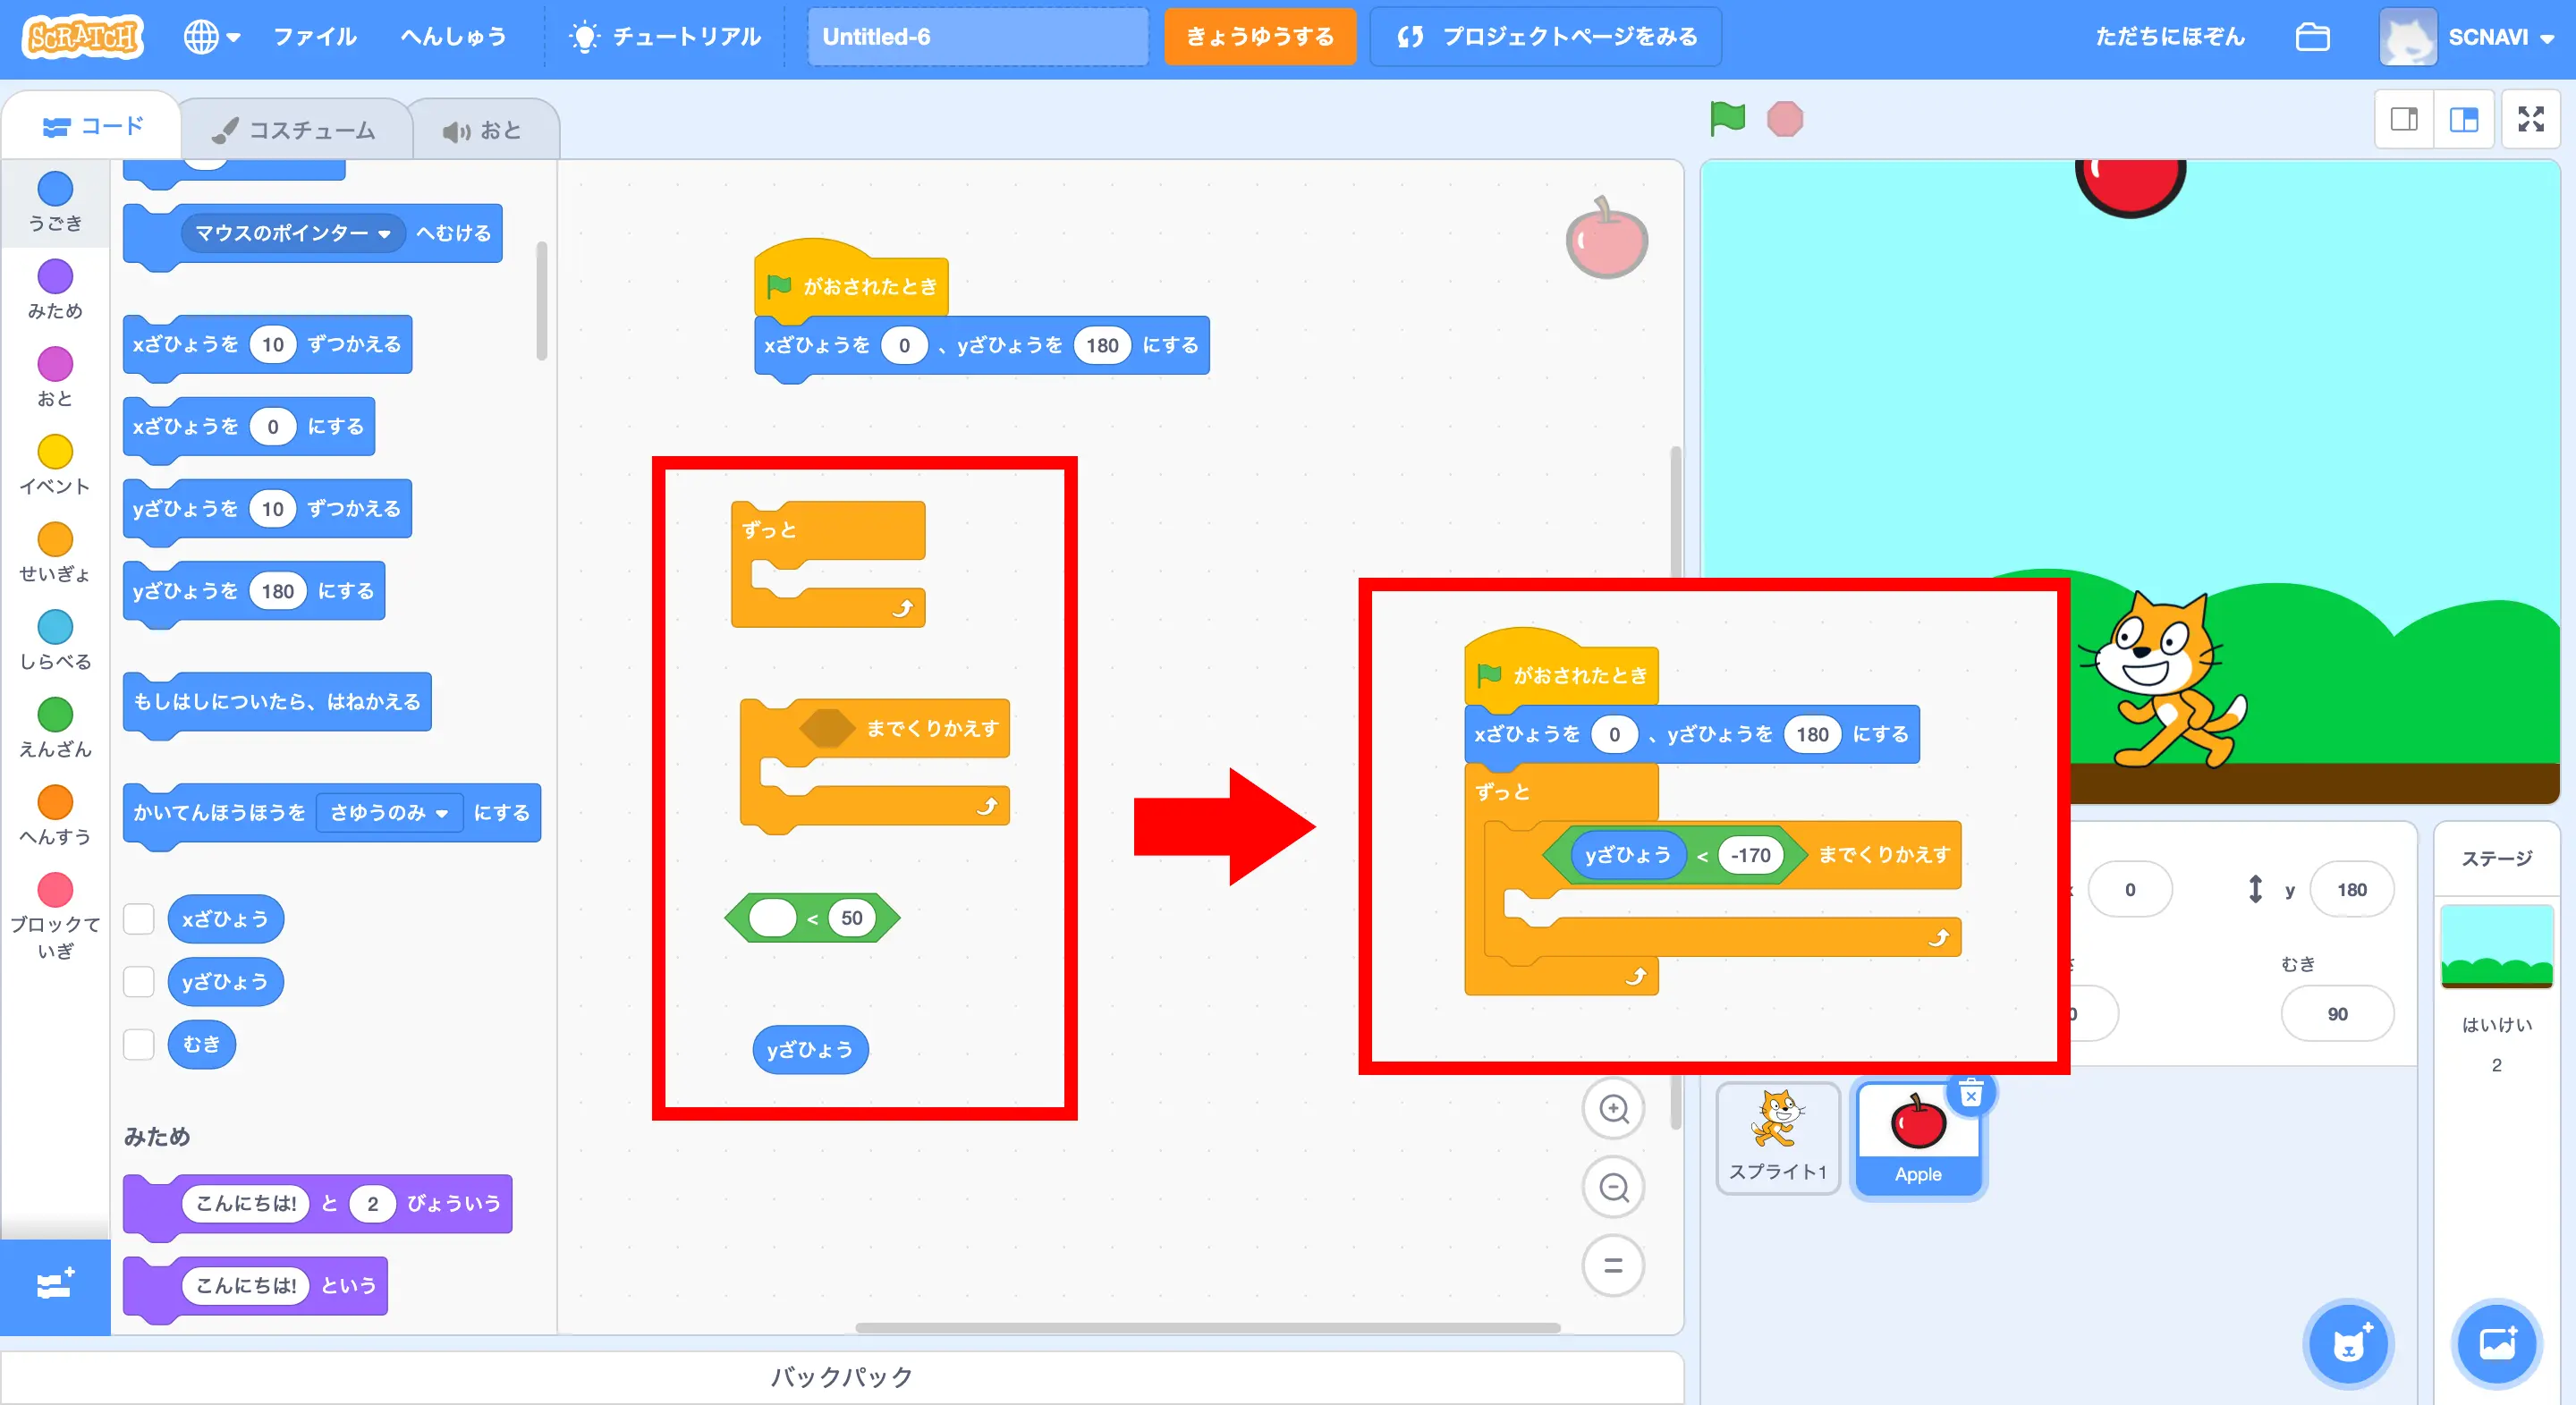 SCRATCH
ファイル
へんしゅう
チュートリアル
Untitled-6
きょうゆうする
プロジェクトページをみる
ただちにほぞん
SCNAVI
コード
コスチューム
おと
うごき
みため
おと
イベント
せいぎょ
しらべる
えんざん
へんすう
ブロックて
いぎ
マウスのポインター へむける
xざひょうを 10 ずつかえる
xざひょうを 0 にする
yざひょうを 10 ずつかえる
yざひょうを 180 にする
もしはしについたら、はねかえる
かいてんほうほうを さゆうのみ にする
xざひょう
yざひょう
むき
みため
こんにちは! と 2 びょういう
こんにちは! という
がおされたとき
xざひょうを 0 、yざひょうを 180 にする
ずっと
までくりかえす
< 50
yざひょう
がおされたとき
xざひょうを 0 、yざひょうを 180 にする
ずっと
yざひょう < -170 までくりかえす
0
y 180
むき
90
スプライト1
Apple
ステージ
はいけい
2
バックパック